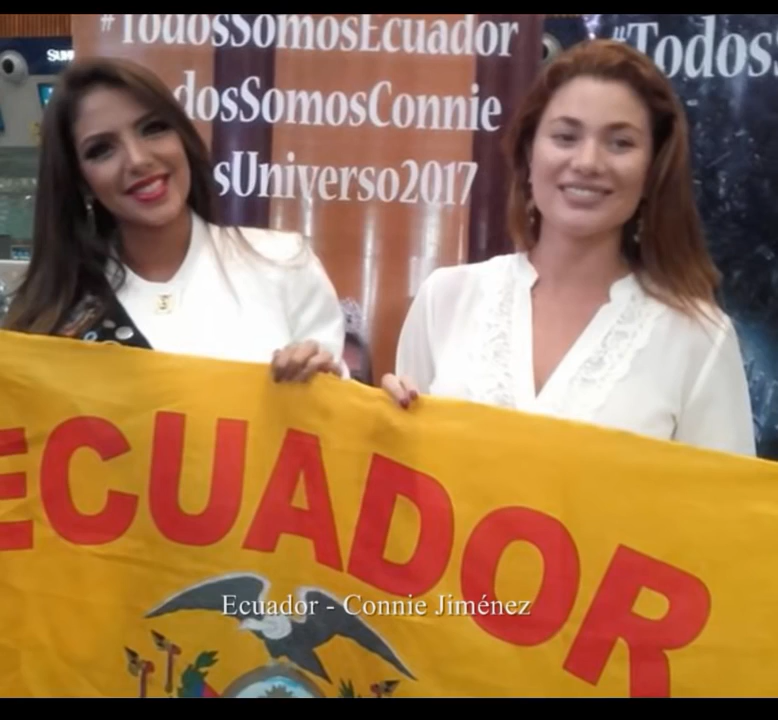 #TodosSomosEcuador
dosSomosConnie
sUniverso2017
"Todos
ECUADOR
Ecuador - Connie Jiménez